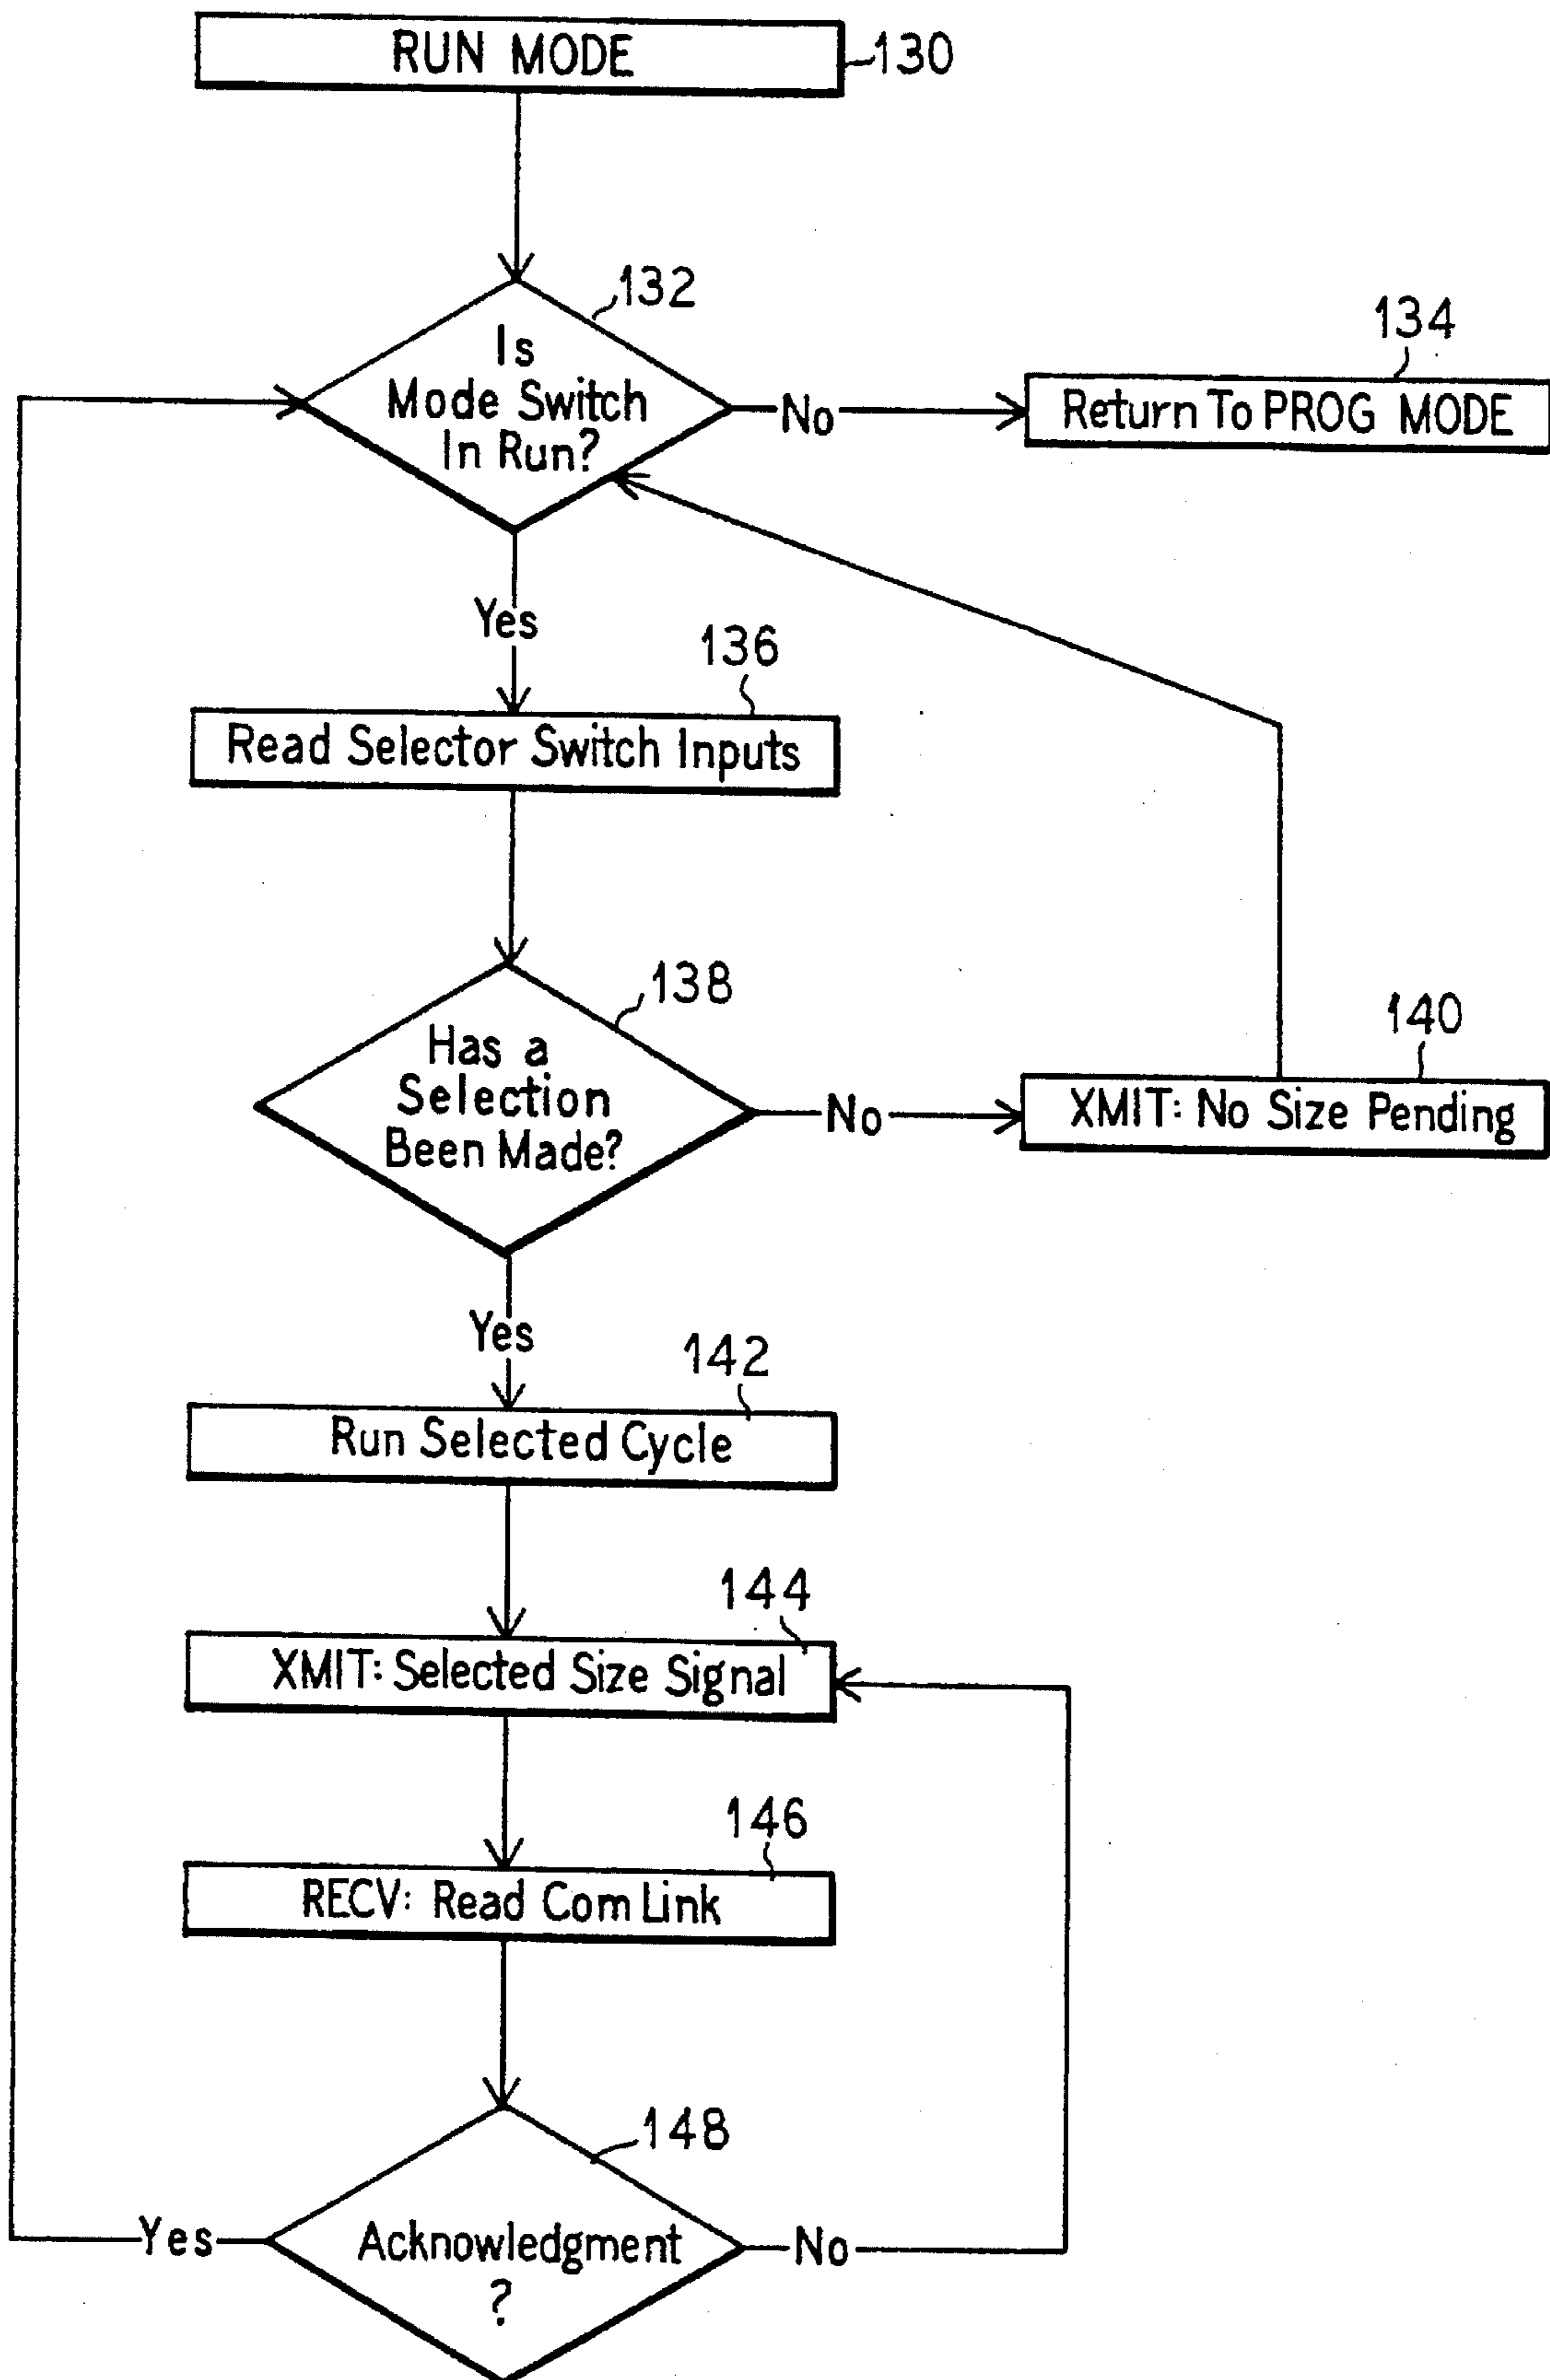 RUN MODE
130
132
Is
Mode Switch
In Run?
No
134
Return To PROG MODE
Yes
136
Read Selector Switch Inputs
138
Has a
Selection
Been Made?
No
140
XMIT: No Size Pending
Yes
142
Run Selected Cycle
144
XMIT: Selected Size Signal
146
RECV: Read Com Link
148
Yes
Acknowledgment
?
No